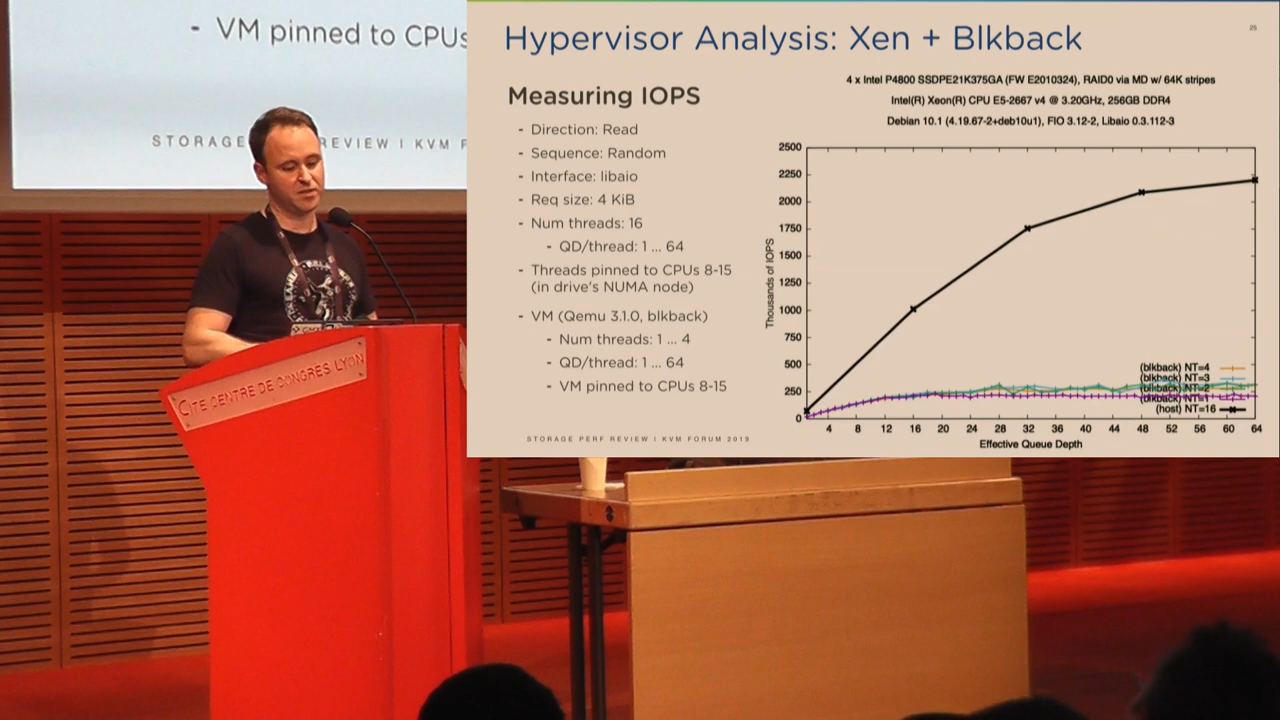 - VM pinned to CPUs
STORAGE
REVIEW | KVM F
CITE CENTRE DE CONGRES LYON
Hypervisor Analysis: Xen + Blkback
25
Measuring IOPS
- Direction: Read
- Sequence: Random
- Interface: libaio
- Req size: 4 KiB
- Num threads: 16
- QD/thread: 1 ... 64
- Threads pinned to CPUs 8-15
(in drive's NUMA node)
- VM (Qemu 3.1.0, blkback)
- Num threads: 1 ... 4
- QD/thread: 1 ... 64
- VM pinned to CPUs 8-15
STORAGE PERF REVIEW | KVM FORUM 2019
4 x Intel P4800 SSDPE21K375GA (FW E2010324), RAID0 via MD w/ 64K stripes
Intel(R) Xeon(R) CPU E5-2667 v4 @ 3.20GHz, 256GB DDR4
Debian 10.1 (4.19.67-2+deb10u1), FIO 3.12-2, Libaio 0.3.112-3
Thousands of IOPS
2500
2250
2000
1750
1500
1250
1000
750
500
250
0
(blkback) NT=4
(blkback) NT=3
(blkback) NT=2
(blkback) NT=1
(host) NT=16
4 8 12 16 20 24 28 32 36 40 44 48 52 56 60 64
Effective Queue Depth